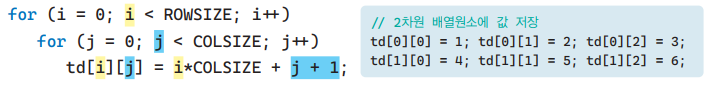 for (i = 0; i < ROWSIZE; i++)
for (j = 0; j < COLSIZE; j++)
td[i][j] = i*COLSIZE + j + 1;
// 2차원 배열원소에 값 저장
td[0][0] = 1; td[0][1] = 2; td[0][2] = 3;
td[1][0] = 4; td[1][1] = 5; td[1][2] = 6;